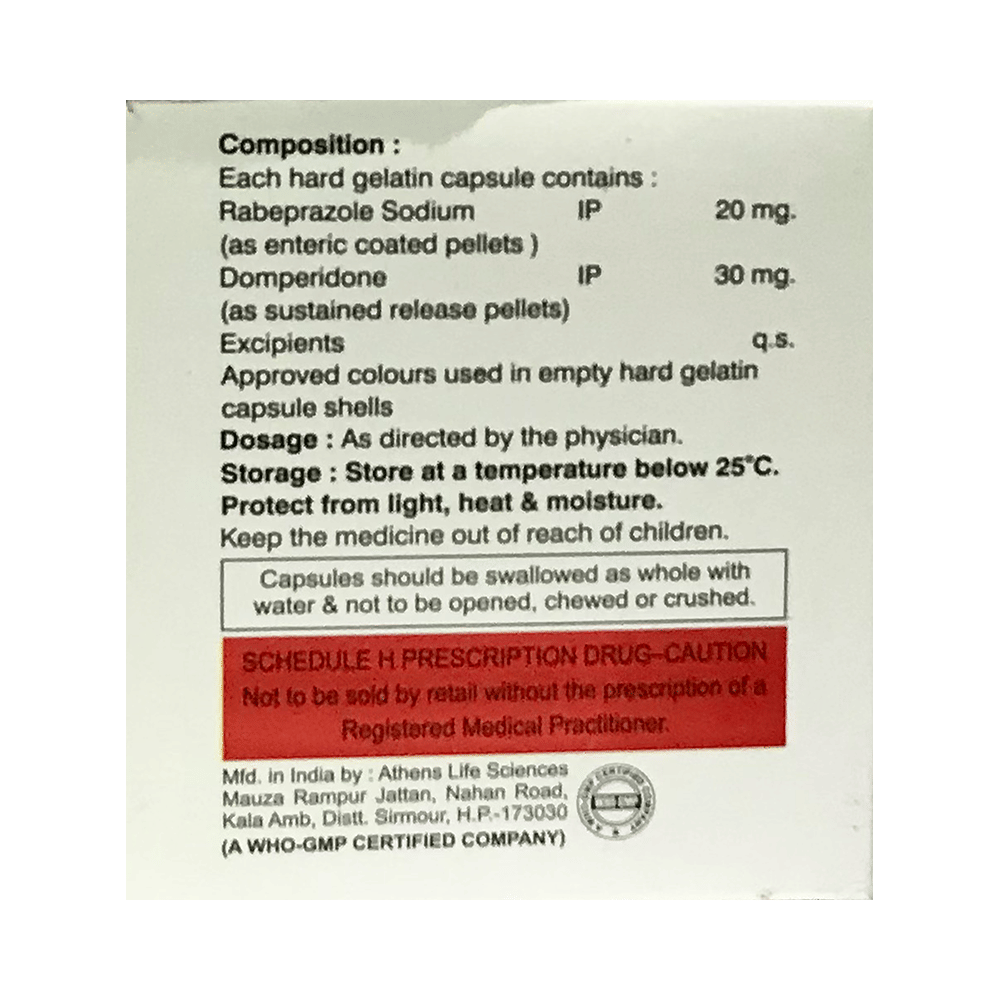 Composition :
Each hard gelatin capsule contains :
Rabeprazole Sodium IP 20 mg.
(as enteric coated pellets )
Domperidone IP 30 mg.
(as sustained release pellets)
Excipients q.s.
Approved colours used in empty hard gelatin
capsule shells
Dosage : As directed by the physician.
Storage : Store at a temperature below 25°C.
Protect from light, heat & moisture.
Keep the medicine out of reach of children.
Capsules should be swallowed as whole with
water & not to be opened, chewed or crushed.
SCHEDULE H PRESCRIPTION DRUG–CAUTION
Not to be sold by retail without the prescription of a
Registered Medical Practitioner.
Mfd. in India by : Athens Life Sciences
Mauza Rampur Jattan, Nahan Road,
Kala Amb, Distt. Sirmour, H.P.-173030
(A WHO-GMP CERTIFIED COMPANY)
A WHO-GMP CERTIFIED COMPANY